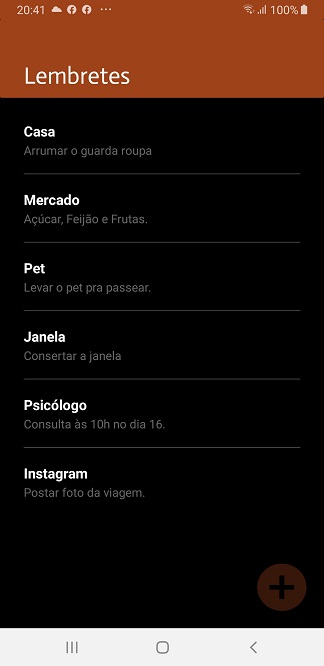 20:41 100%
Lembretes
Casa
Arrumar o guarda roupa
Mercado
Açúcar, Feijão e Frutas.
Pet
Levar o pet pra passear.
Janela
Consertar a janela
Psicólogo
Consulta às 10h no dia 16.
Instagram
Postar foto da viagem.